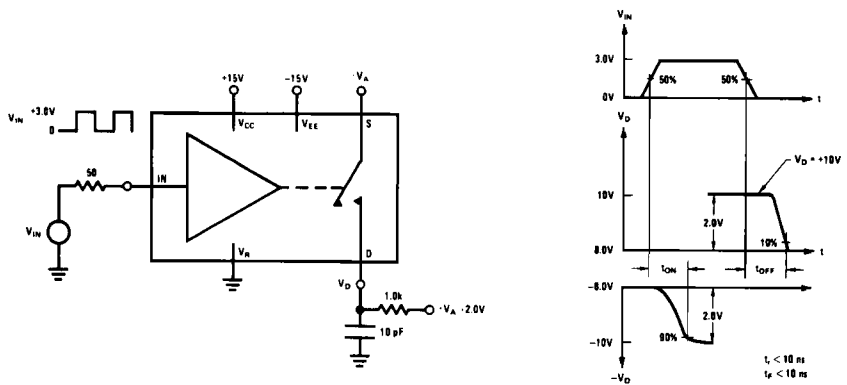 +15V
-15V
·VA
VIN +3.0V
0
VCC
VEE
S
50
IN
VIN
VR
D
VD
1.0k
·VA ·2.0V
10 pF
VIN
3.0V
50%
50%
0V
t
VD
VD = +10V
10V
2.0V
10%
8.0V
t
tON
tOFF
-8.0V
2.0V
90%
-10V
-VD
tr < 10 ns
tF < 10 ns